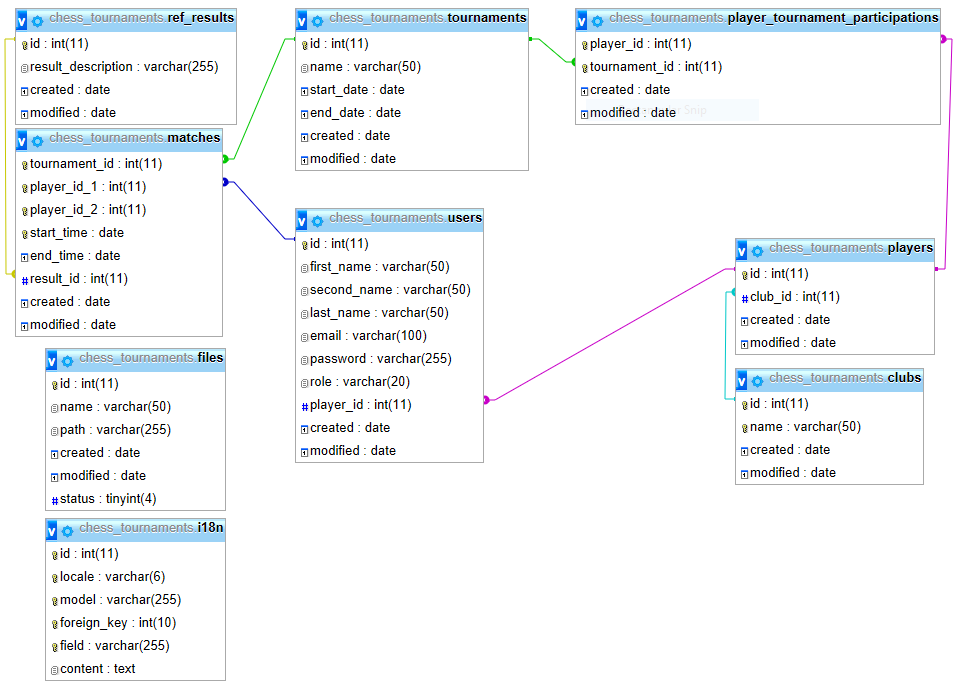 chess_tournaments.ref_results
id : int(11)
result_description : varchar(255)
created : date
modified : date
chess_tournaments.matches
tournament_id : int(11)
player_id_1 : int(11)
player_id_2 : int(11)
start_time : date
end_time : date
result_id : int(11)
created : date
modified : date
chess_tournaments.files
id : int(11)
name : varchar(50)
path : varchar(255)
created : date
modified : date
status : tinyint(4)
chess_tournaments.i18n
id : int(11)
locale : varchar(6)
model : varchar(255)
foreign_key : int(10)
field : varchar(255)
content : text
chess_tournaments.tournaments
id : int(11)
name : varchar(50)
start_date : date
end_date : date
created : date
modified : date
chess_tournaments.users
id : int(11)
first_name : varchar(50)
second_name : varchar(50)
last_name : varchar(50)
email : varchar(100)
password : varchar(255)
role : varchar(20)
player_id : int(11)
created : date
modified : date
chess_tournaments.player_tournament_participations
player_id : int(11)
tournament_id : int(11)
created : date
modified : date
Snip
chess_tournaments.players
id : int(11)
club_id : int(11)
created : date
modified : date
chess_tournaments.clubs
id : int(11)
name : varchar(50)
created : date
modified : date